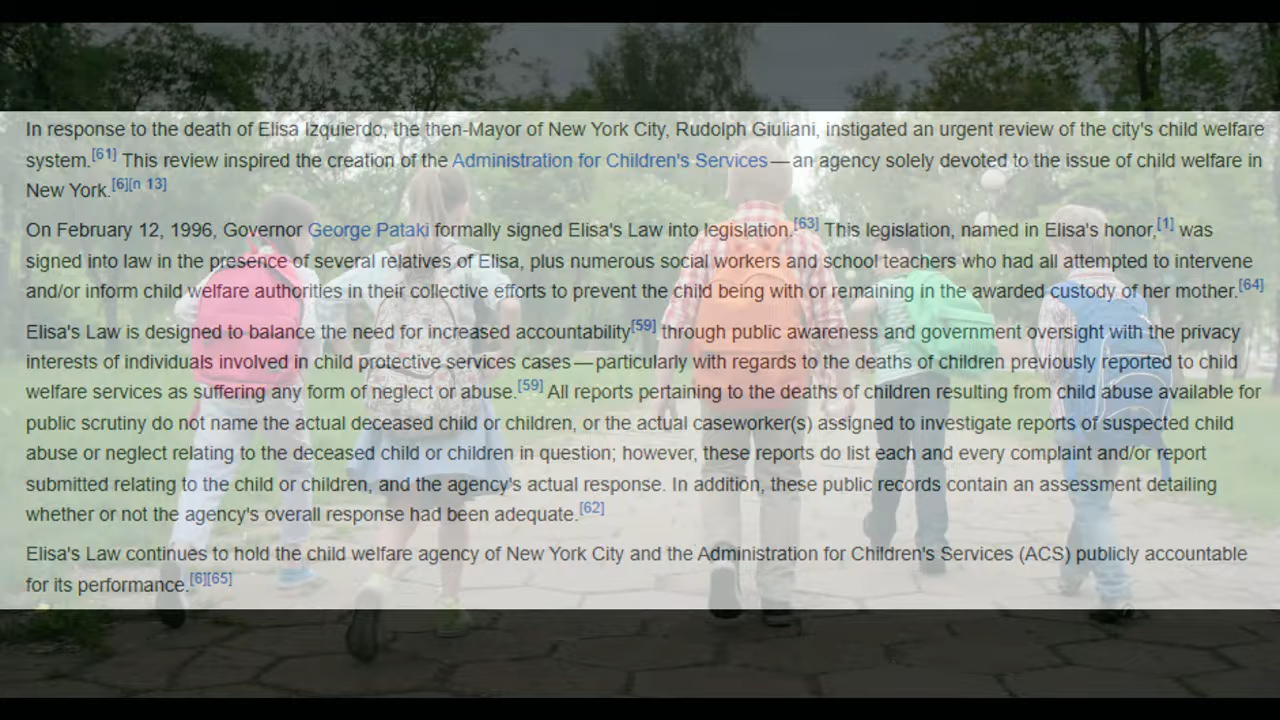 In response to the death of Elisa Izquierdo, the then-Mayor of New York City, Rudolph Giuliani, instigated an urgent review of the city's child welfare
system.[61] This review inspired the creation of the Administration for Children's Services—an agency solely devoted to the issue of child welfare in
New York.[6][n 13]
On February 12, 1996, Governor George Pataki formally signed Elisa's Law into legislation.[63] This legislation, named in Elisa's honor,[1] was
signed into law in the presence of several relatives of Elisa, plus numerous social workers and school teachers who had all attempted to intervene
and/or inform child welfare authorities in their collective efforts to prevent the child being with or remaining in the awarded custody of her mother.[64]
Elisa's Law is designed to balance the need for increased accountability[59] through public awareness and government oversight with the privacy
interests of individuals involved in child protective services cases—particularly with regards to the deaths of children previously reported to child
welfare services as suffering any form of neglect or abuse.[59] All reports pertaining to the deaths of children resulting from child abuse available for
public scrutiny do not name the actual deceased child or children, or the actual caseworker(s) assigned to investigate reports of suspected child
abuse or neglect relating to the deceased child or children in question; however, these reports do list each and every complaint and/or report
submitted relating to the child or children, and the agency's actual response. In addition, these public records contain an assessment detailing
whether or not the agency's overall response had been adequate.[62]
Elisa's Law continues to hold the child welfare agency of New York City and the Administration for Children's Services (ACS) publicly accountable
for its performance.[6][65]